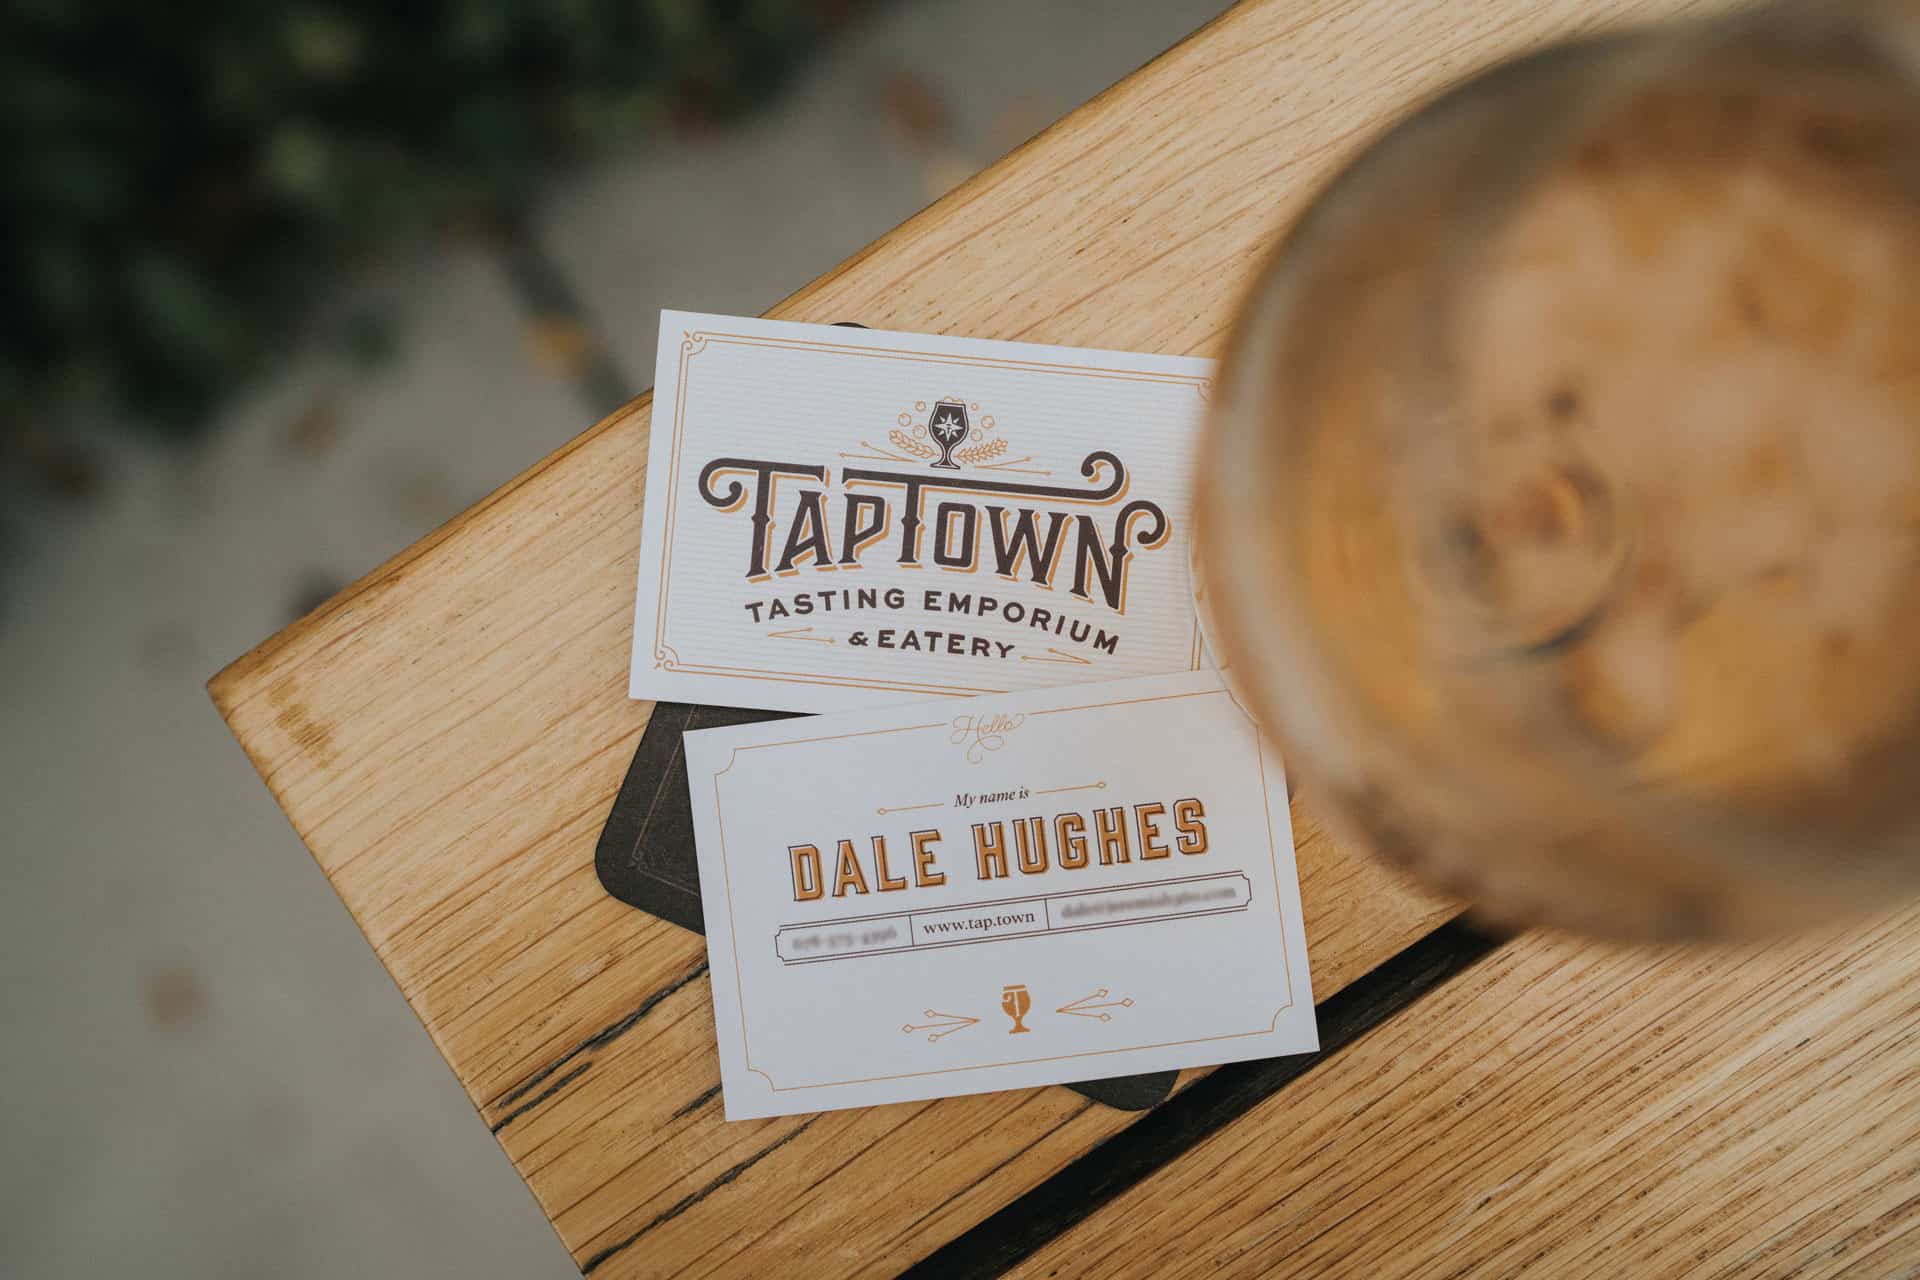 TAPTOWN
TASTING EMPORIUM
& EATERY
Hello
My name is
DALE HUGHES
www.tap.town
T